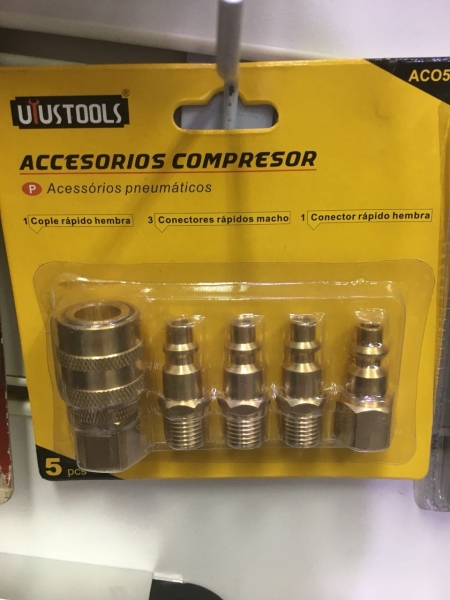 UYUSTOOLS®
ACO5
ACCESORIOS COMPRESOR
P Acessórios pneumáticos
1 Cople rápido hembra 3 Conectores rápidos macho 1 Conector rápido hembra
5 pcs